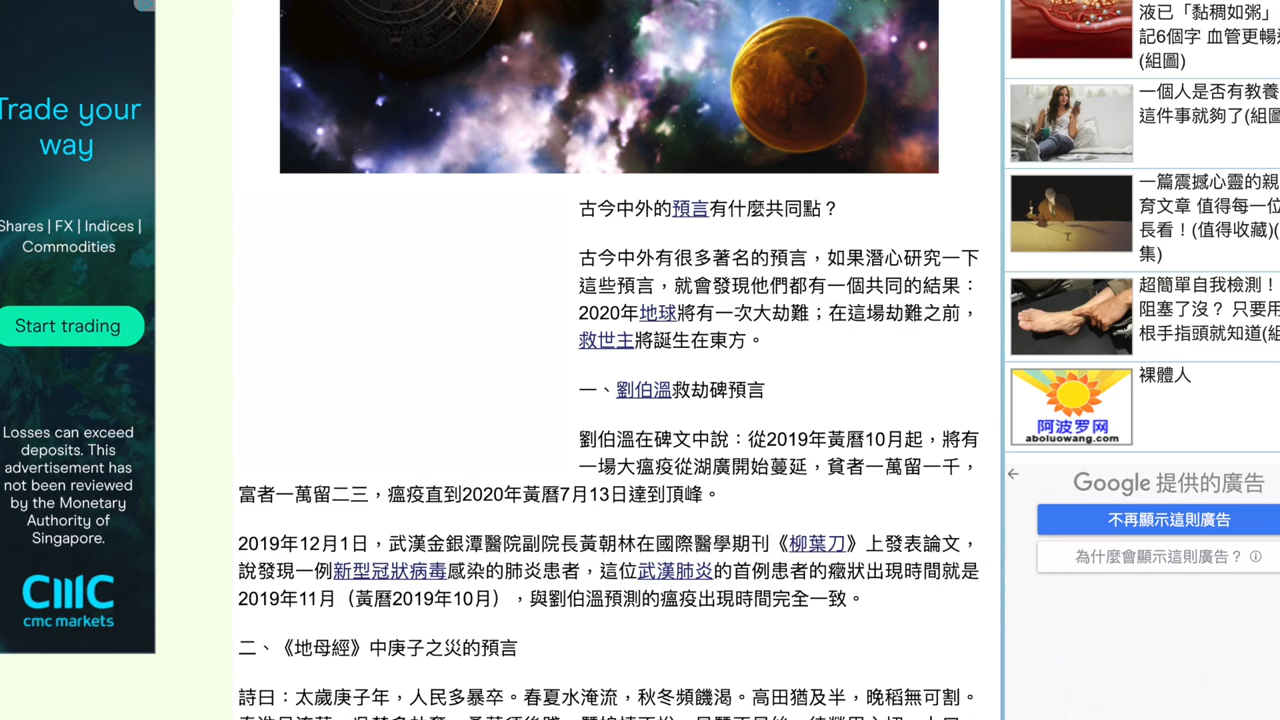 Trade your
way
Shares | FX | Indices |
Commodities
Start trading
Losses can exceed
deposits. This
advertisement has
not been reviewed
by the Monetary
Authority of
Singapore.
cmc
cmc markets
古今中外的預言有什麼共同點？
古今中外有很多著名的預言，如果潛心研究一下
這些預言，就會發現他們都有一個共同的結果：
2020年地球將有一次大劫難；在這場劫難之前，
救世主將誕生在東方。
一、劉伯溫救劫碑預言
劉伯溫在碑文中說：從2019年黃曆10月起，將有
一場大瘟疫從湖廣開始蔓延，貧者一萬留一千，
富者一萬留二三，瘟疫直到2020年黃曆7月13日達到頂峰。
2019年12月1日，武漢金銀潭醫院副院長黃朝林在國際醫學期刊《柳葉刀》上發表論文，
說發現一例新型冠狀病毒感染的肺炎患者，這位武漢肺炎的首例患者的癥狀出現時間就是
2019年11月（黃曆2019年10月），與劉伯溫預測的瘟疫出現時間完全一致。
二、《地母經》中庚子之災的預言
詩曰：太歲庚子年，人民多暴卒。春夏水淹流，秋冬頻饑渴。高田猶及半，晚稻無可割。
液已「黏稠如粥」
記6個字 血管更暢
(組圖)
一個人是否有教養
這件事就夠了(組圖
一篇震撼心靈的親
育文章 值得每一位
長看！(值得收藏)(
集)
超簡單自我檢測！
阻塞了沒？ 只要用
根手指頭就知道(組
裸體人
阿波罗网
aboluowang.com
Google 提供的廣告
不再顯示這則廣告
為什麼會顯示這則廣告？